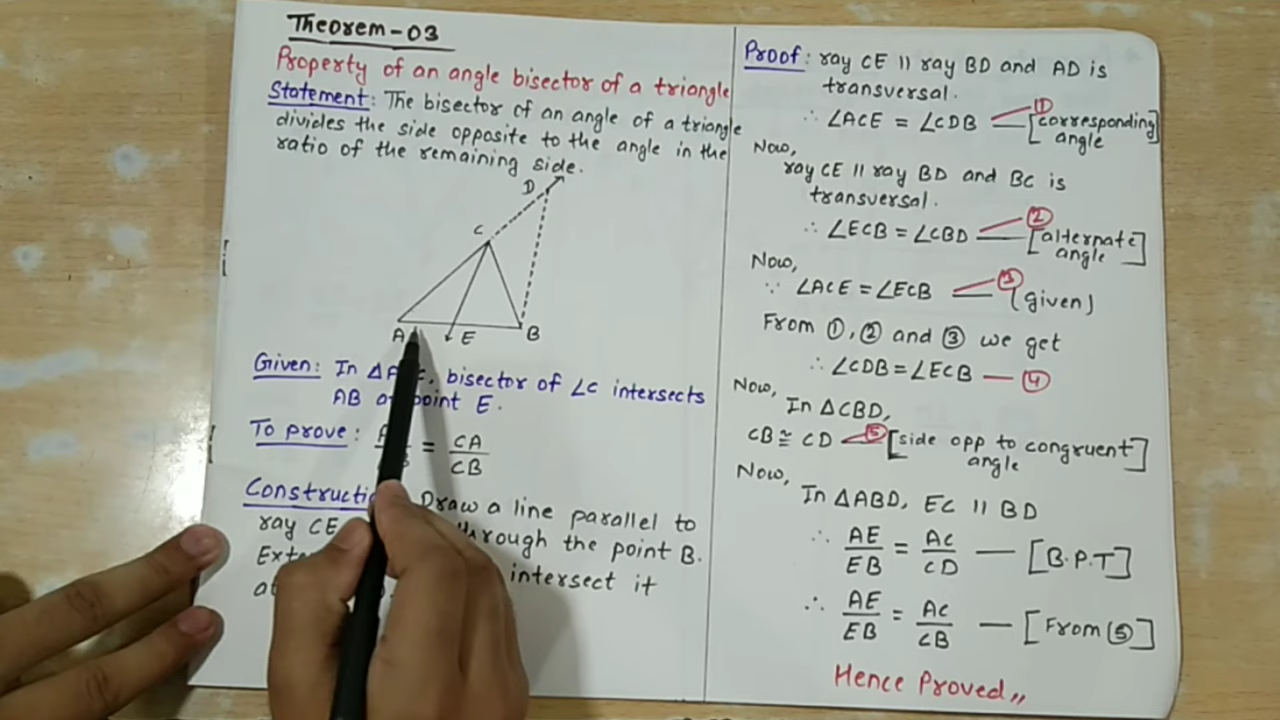 Theorem-03
Property of an angle bisector of a triangle
Statement: The bisector of an angle of a triangle
divides the side opposite to the angle in the
ratio of the remaining side.
D
C
A
E
B
Given: In Δ , bisector of ∠C intersects
AB at point E.
To prove: = CA
CB
Draw a line parallel to
ray CE through the point B.
intersect it
Proof: ray CE || ray BD and AD is
transversal.
∴ ∠ACE = ∠CDB — ① [corresponding angle]
Now,
ray CE || ray BD and BC is
transversal.
∴ ∠ECB = ∠CBD — ② [alternate angle]
Now,
∵ ∠ACE = ∠ECB — ③ (given)
From ①, ② and ③ we get
∴ ∠CDB = ∠ECB — ④
Now,
In ΔCBD,
CB ≅ CD — ⑤ [side opp to congruent angle]
Now,
In ΔABD, EC || BD
∴ AE/EB = AC/CD — [B.P.T]
∴ AE/EB = AC/CB — [From ⑤]
Hence Proved,,